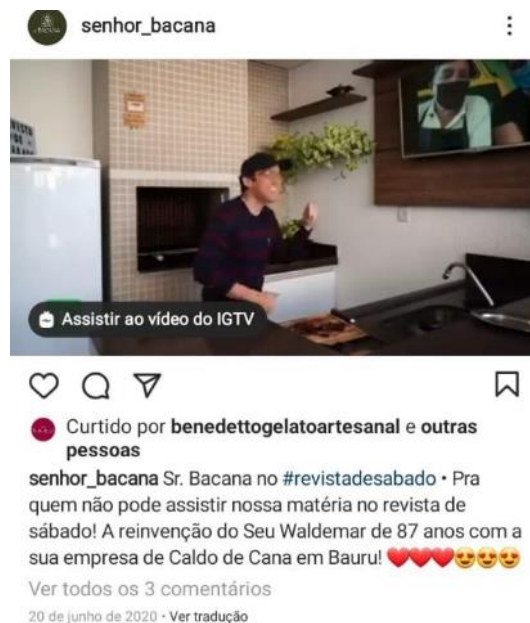 senhor_bacana
Assistir ao vídeo do IGTV
Curtido por benedettogelatoartesanal e outras
pessoas
senhor_bacana Sr. Bacana no #revistadesabado • Pra
quem não pode assistir nossa matéria no revista de
sábado! A reinvenção do Seu Waldemar de 87 anos com a
sua empresa de Caldo de Cana em Bauru! ❤️❤️❤️😍😍😍
Ver todos os 3 comentários
20 de junho de 2020 • Ver tradução